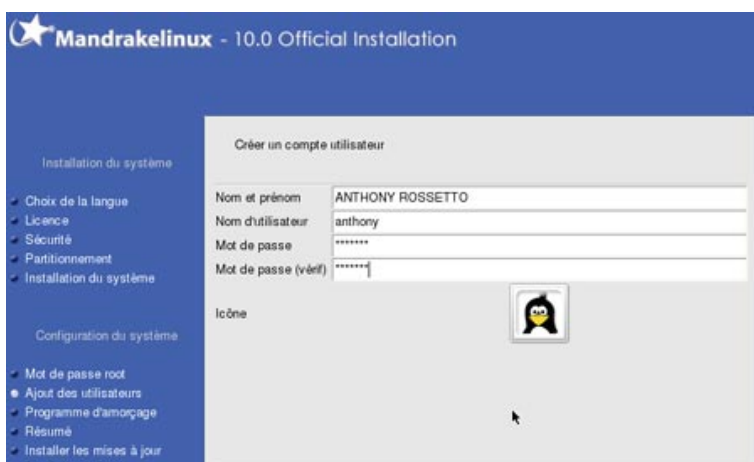 Mandrakelinux - 10.0 Official Installation
Installation du système
Choix de la langue
Licence
Sécurité
Partitionnement
Installation du système
Configuration du système
Mot de passe root
Ajout des utilisateurs
Programme d'amorçage
Résumé
Installer les mises à jour
Créer un compte utilisateur
Nom et prénom ANTHONY ROSSETTO
Nom d'utilisateur anthony
Mot de passe *******
Mot de passe (vérif) *******
Icône